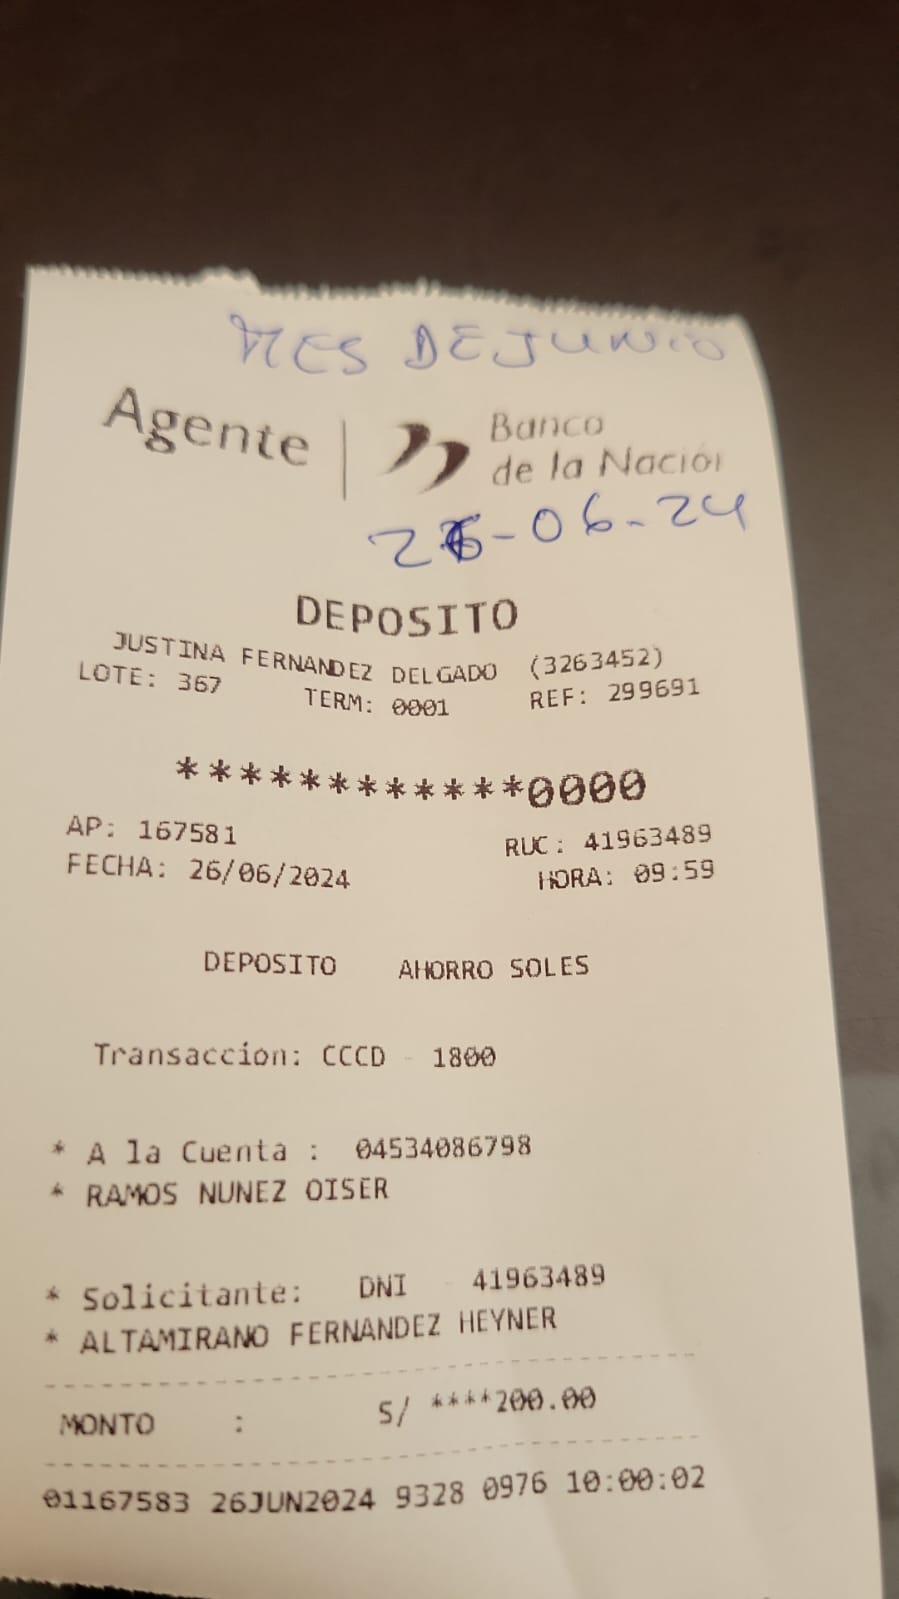 MES DE JUNIO
Agente | Banco
de la Nación
26-06-24
DEPOSITO
JUSTINA FERNANDEZ DELGADO (3263452)
LOTE: 367 TERM: 0001 REF: 299691
************0000
AP: 167581 RUC: 41963489
FECHA: 26/06/2024 HORA: 09:59
DEPOSITO AHORRO SOLES
Transaccion: CCCD - 1800
* A la Cuenta : 04534086798
* RAMOS NUNEZ OISER
* Solicitante: DNI - 41963489
* ALTAMIRANO FERNANDEZ HEYNER
MONTO : S/ ****200.00
01167583 26JUN2024 9328 0976 10:00:02